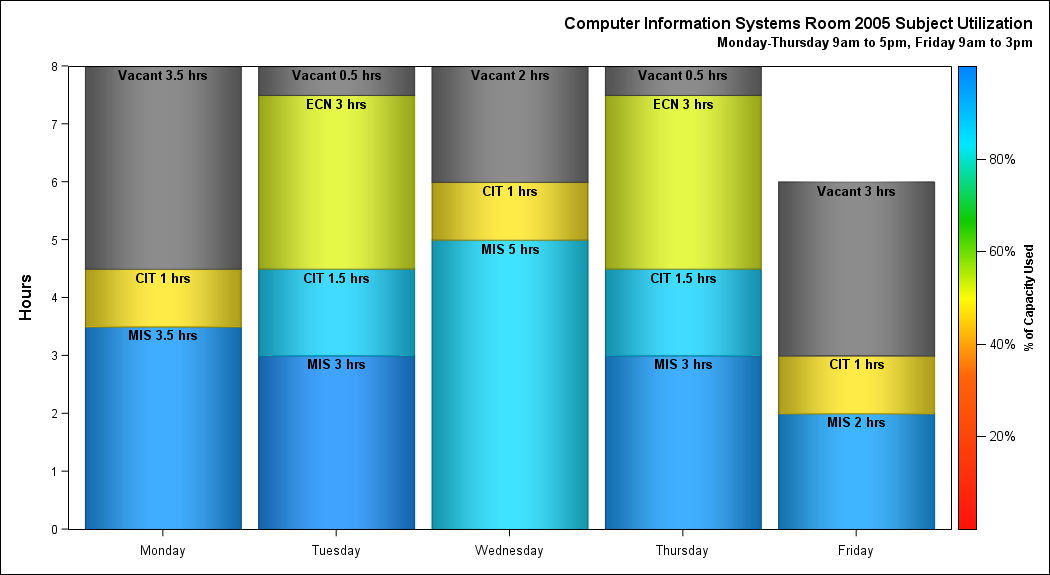 Computer Information Systems Room 2005 Subject Utilization
Monday-Thursday 9am to 5pm, Friday 9am to 3pm
8
7
6
5
4
3
2
1
0
Hours
Vacant 3.5 hrs
CIT 1 hrs
MIS 3.5 hrs
Monday
Vacant 0.5 hrs
ECN 3 hrs
CIT 1.5 hrs
MIS 3 hrs
Tuesday
Vacant 2 hrs
CIT 1 hrs
MIS 5 hrs
Wednesday
Vacant 0.5 hrs
ECN 3 hrs
CIT 1.5 hrs
MIS 3 hrs
Thursday
Vacant 3 hrs
CIT 1 hrs
MIS 2 hrs
Friday
80%
60%
40%
20%
% of Capacity Used